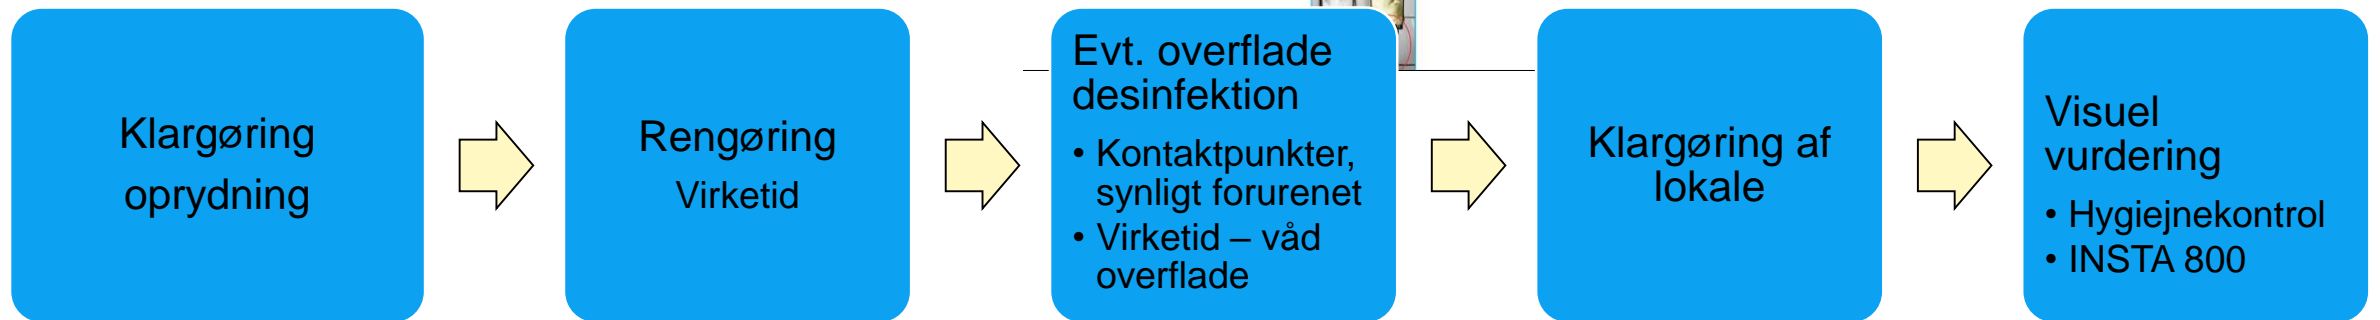 Klargøring
oprydning
Rengøring
Virketid
Evt. overflade
desinfektion
• Kontaktpunkter,
synligt forurenet
• Virketid – våd
overflade
Klargøring af
lokale
Visuel
vurdering
• Hygiejnekontrol
• INSTA 800